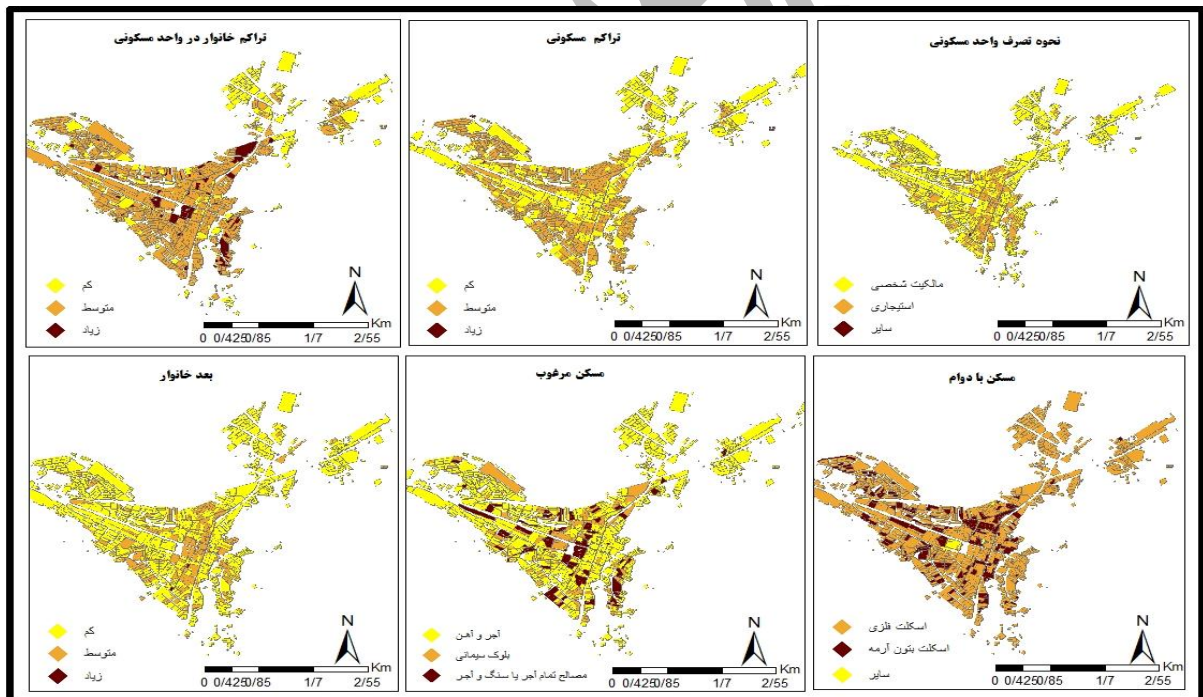 نحوه تصرف واحد مسکونی
N
مالکیت شخصی
استیجاری
سایر
Km
0 0/425 0/85 1/7 2/55
تراکم مسکونی
N
کم
متوسط
زیاد
Km
0 0/425 0/85 1/7 2/55
تراکم خانوار در واحد مسکونی
N
کم
متوسط
زیاد
Km
0 0/425 0/85 1/7 2/55
مسکن با دوام
N
اسکلت فلزی
اسکلت بتون آرمه
سایر
Km
0 0/425 0/85 1/7 2/55
مسکن مرغوب
N
آجر و آهن
بلوک سیمانی
مصالح تمام آجر یا سنگ و آجر
Km
0 0/425 0/85 1/7 2/55
بعد خانوار
N
کم
متوسط
زیاد
Km
0 0/425 0/85 1/7 2/55